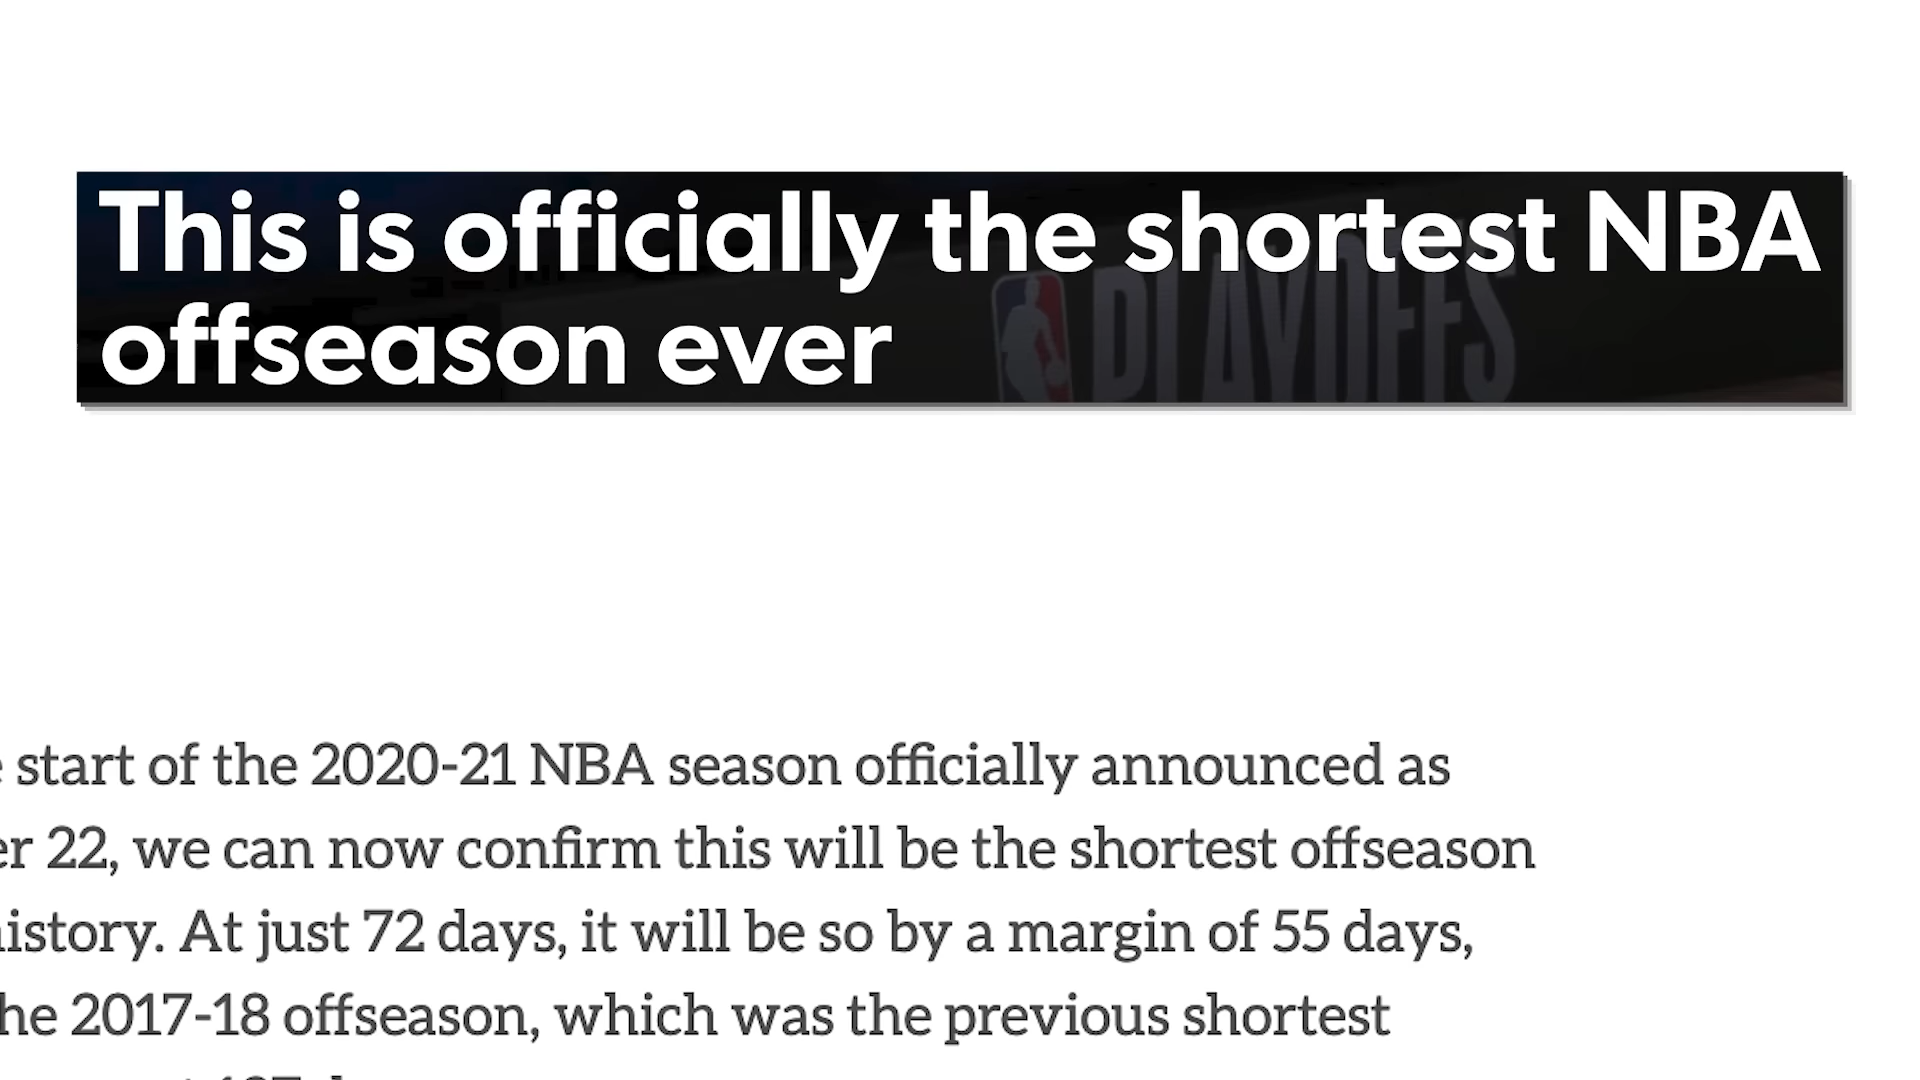 This is officially the shortest NBA
offseason ever
PLAYOFFS
start of the 2020-21 NBA season officially announced as
er 22, we can now confirm this will be the shortest offseason
history. At just 72 days, it will be so by a margin of 55 days,
he 2017-18 offseason, which was the previous shortest